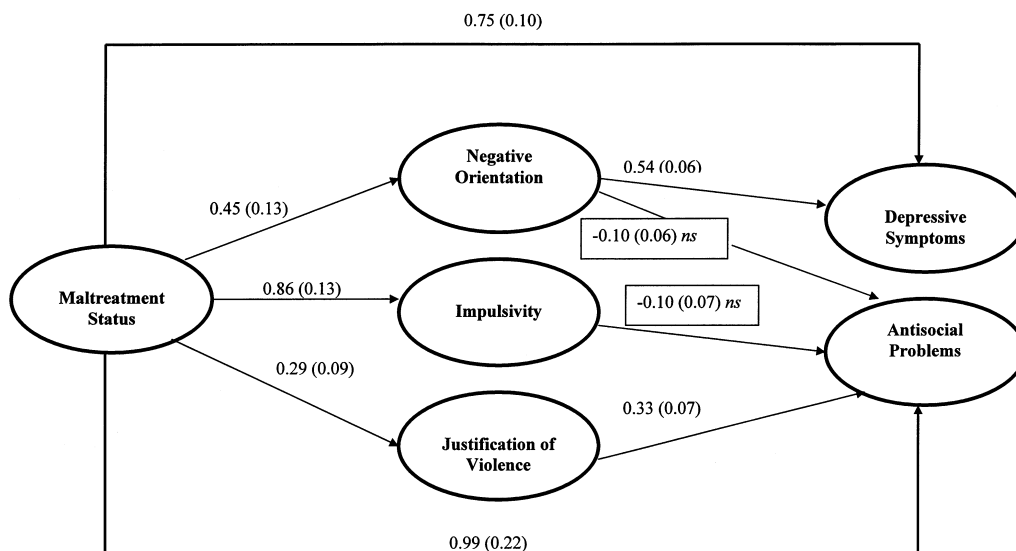 0.75 (0.10)
Negative
Orientation
0.54 (0.06)
0.45 (0.13)
Depressive
Symptoms
-0.10 (0.06) ns
Maltreatment
Status
0.86 (0.13)
Impulsivity
-0.10 (0.07) ns
Antisocial
Problems
0.29 (0.09)
0.33 (0.07)
Justification of
Violence
0.99 (0.22)